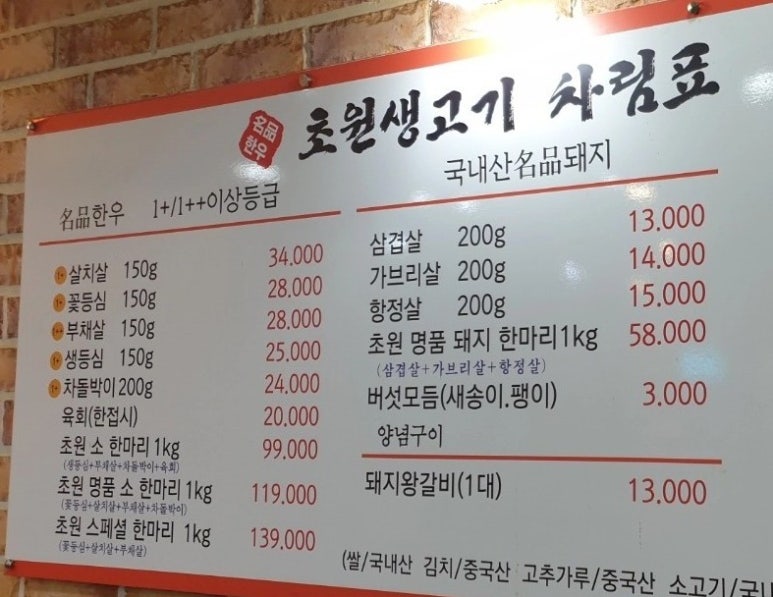 名品
한우
초원생고기 차림표
名品한우 1+/1++이상등급
1+ 살치살 150g 34.000
1+ 꽃등심 150g 28.000
1++ 부채살 150g 28.000
1+ 생등심 150g 25.000
1+ 차돌박이 200g 24.000
육회(한접시) 20.000
초원 소 한마리 1kg 99.000
(생등심+부채살+차돌박이+육회)
초원 명품 소 한마리 1kg 119.000
(꽃등심+살치살+부채살+차돌박이)
초원 스페셜 한마리 1kg 139.000
(꽃등심+살치살+부채살)
국내산名品돼지
삼겹살 200g 13.000
가브리살 200g 14.000
항정살 200g 15.000
초원 명품 돼지 한마리1kg 58.000
(삼겹살+가브리살+항정살)
버섯모듬(새송이.팽이) 3.000
양념구이
돼지왕갈비(1대) 13.000
(쌀/국내산 김치/중국산 고추가루/중국산 소고기/국내